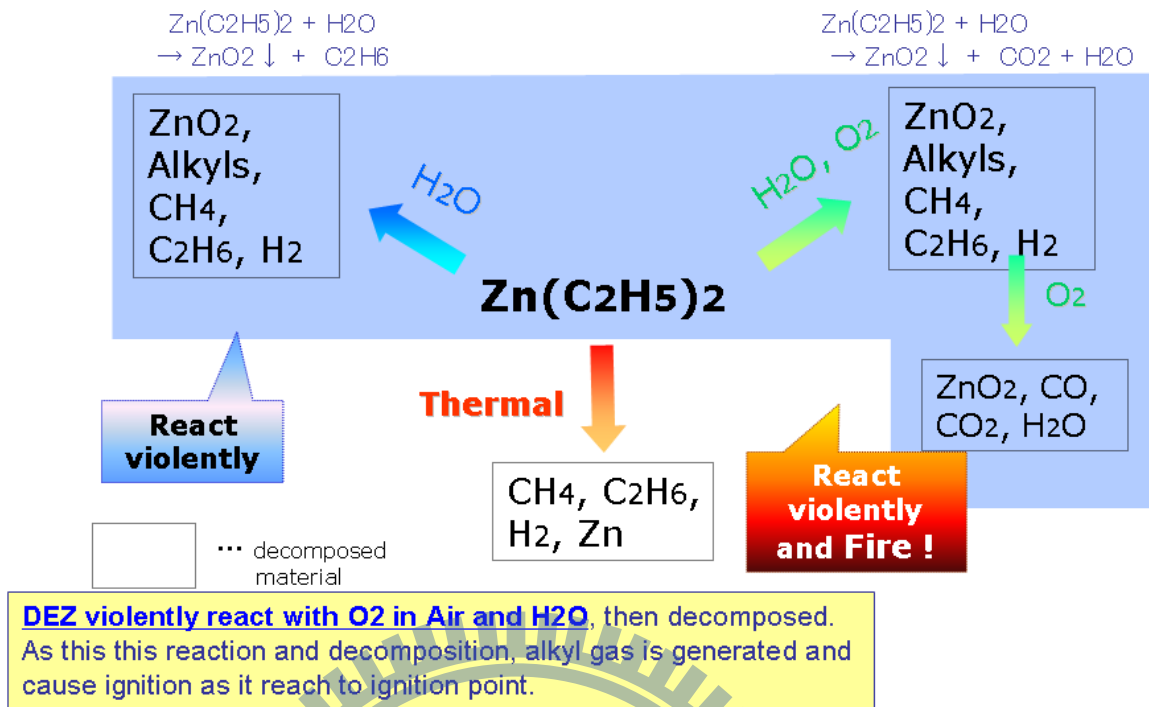 Zn(C2H5)2 + H2O
→ ZnO2 ↓ + C2H6
Zn(C2H5)2 + H2O
→ ZnO2 ↓ + CO2 + H2O
ZnO2,
Alkyls,
CH4,
C2H6, H2
H2O
H2O, O2
ZnO2,
Alkyls,
CH4,
C2H6, H2
Zn(C2H5)2
O2
React
violently
Thermal
ZnO2, CO,
CO2, H2O
CH4, C2H6,
H2, Zn
React
violently
and Fire !
… decomposed
material
DEZ violently react with O2 in Air and H2O, then decomposed.
As this this reaction and decomposition, alkyl gas is generated and
cause ignition as it reach to ignition point.